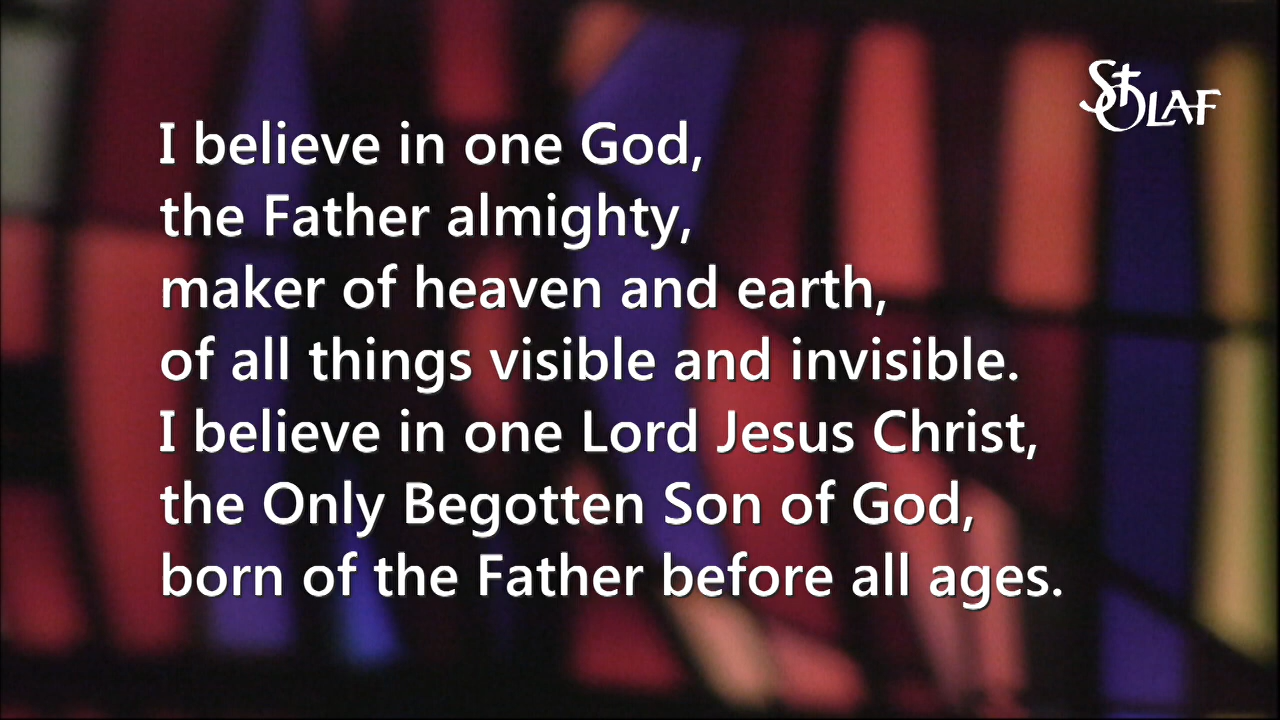 St OLAF
I believe in one God,
the Father almighty,
maker of heaven and earth,
of all things visible and invisible.
I believe in one Lord Jesus Christ,
the Only Begotten Son of God,
born of the Father before all ages.